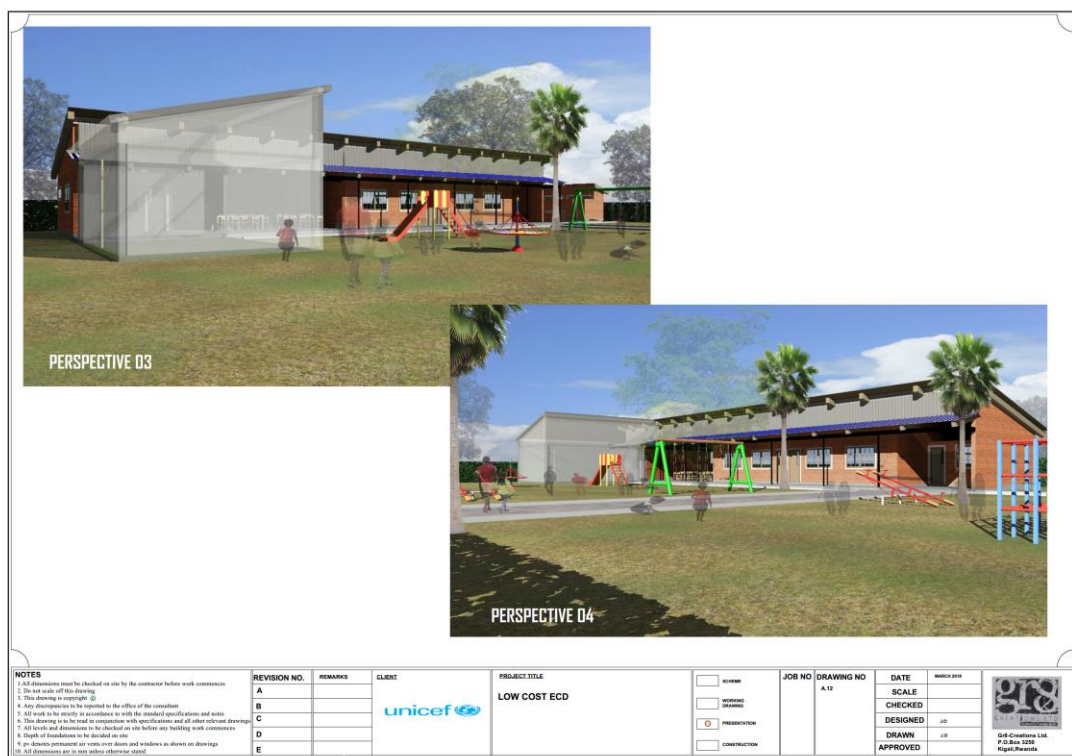 PERSPECTIVE 03
PERSPECTIVE 04
NOTES
1.All dimensions must be checked on site by the contractor before work commences
2. Do not scale off this drawing
3. This drawing is copyright ©
4. Any discrepancies to be reported to the office of the consultant
5. All work to be strictly in accordance to with the standard specifications and notes
6. This drawing is to be read in conjunction with specifications and all other relevant drawings
7. All levels and dimensions to be checked on site before any building work commences
8. Depth of foundations to be decided on site
9. pv denotes permanent air vents over doors and windows as shown on drawings
10. All dimensions are in mm unless otherwise stated
REVISION NO.
REMARKS
A
B
C
D
E
CLIENT
unicef
PROJECT TITLE
LOW COST ECD
SCHEME
WORKING
DRAWING
PRESENTATION
CONSTRUCTION
JOB NO
DRAWING NO
A.12
DATE
SCALE
CHECKED
DESIGNED
J.O
DRAWN
J.O
APPROVED
gr8
CREATIONS LTD
Gr8-Creations Ltd.
P.O.Box 3250
Kigali,Rwanda